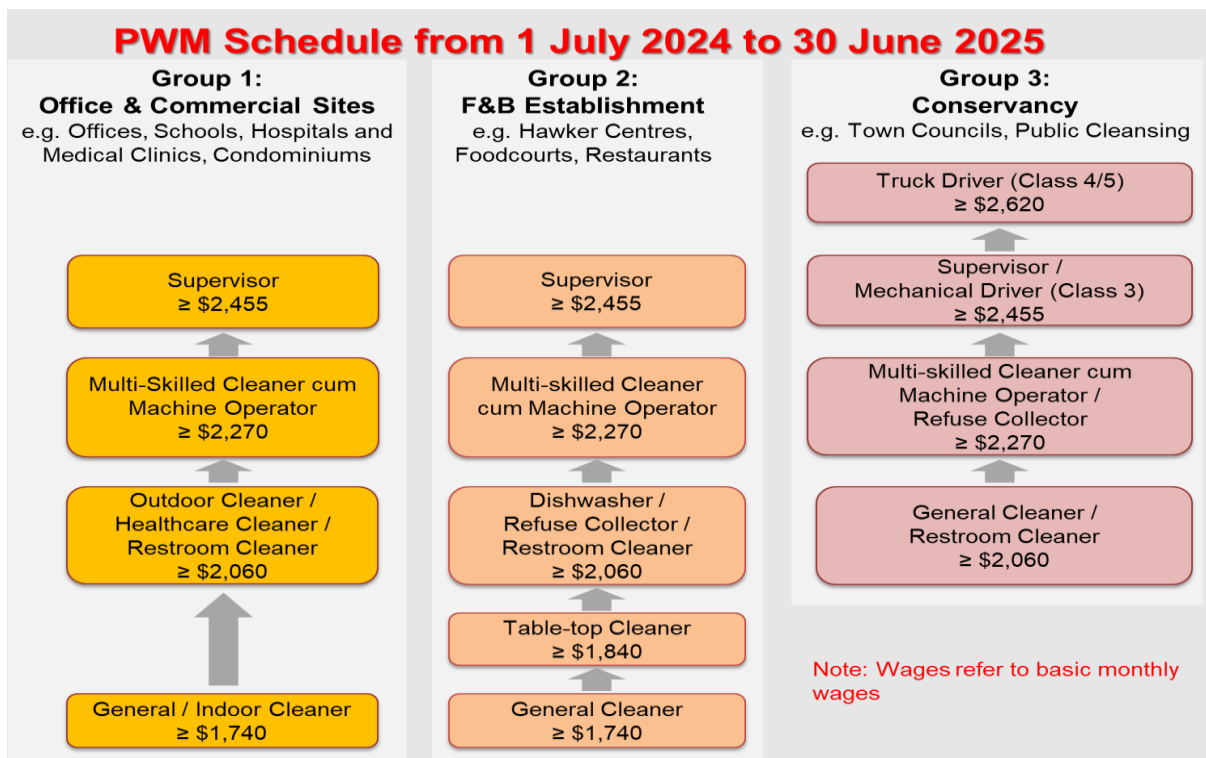 PWM Schedule from 1 July 2024 to 30 June 2025
Group 1:
Office & Commercial Sites
e.g. Offices, Schools, Hospitals and
Medical Clinics, Condominiums
Supervisor
≥ $2,455
Multi-Skilled Cleaner cum
Machine Operator
≥ $2,270
Outdoor Cleaner /
Healthcare Cleaner /
Restroom Cleaner
≥ $2,060
General / Indoor Cleaner
≥ $1,740
Group 2:
F&B Establishment
e.g. Hawker Centres,
Foodcourts, Restaurants
Supervisor
≥ $2,455
Multi-skilled Cleaner
cum Machine Operator
≥ $2,270
Dishwasher /
Refuse Collector /
Restroom Cleaner
≥ $2,060
Table-top Cleaner
≥ $1,840
General Cleaner
≥ $1,740
Group 3:
Conservancy
e.g. Town Councils, Public Cleansing
Truck Driver (Class 4/5)
≥ $2,620
Supervisor /
Mechanical Driver (Class 3)
≥ $2,455
Multi-skilled Cleaner cum
Machine Operator /
Refuse Collector
≥ $2,270
General Cleaner /
Restroom Cleaner
≥ $2,060
Note: Wages refer to basic monthly
wages